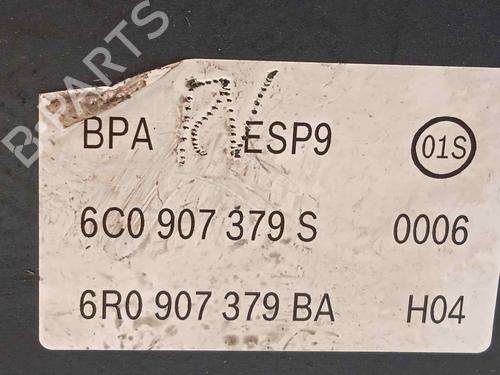 B-PARTS
BPA ESP9 01S
6C0 907 379 S 0006
6R0 907 379 BA H04